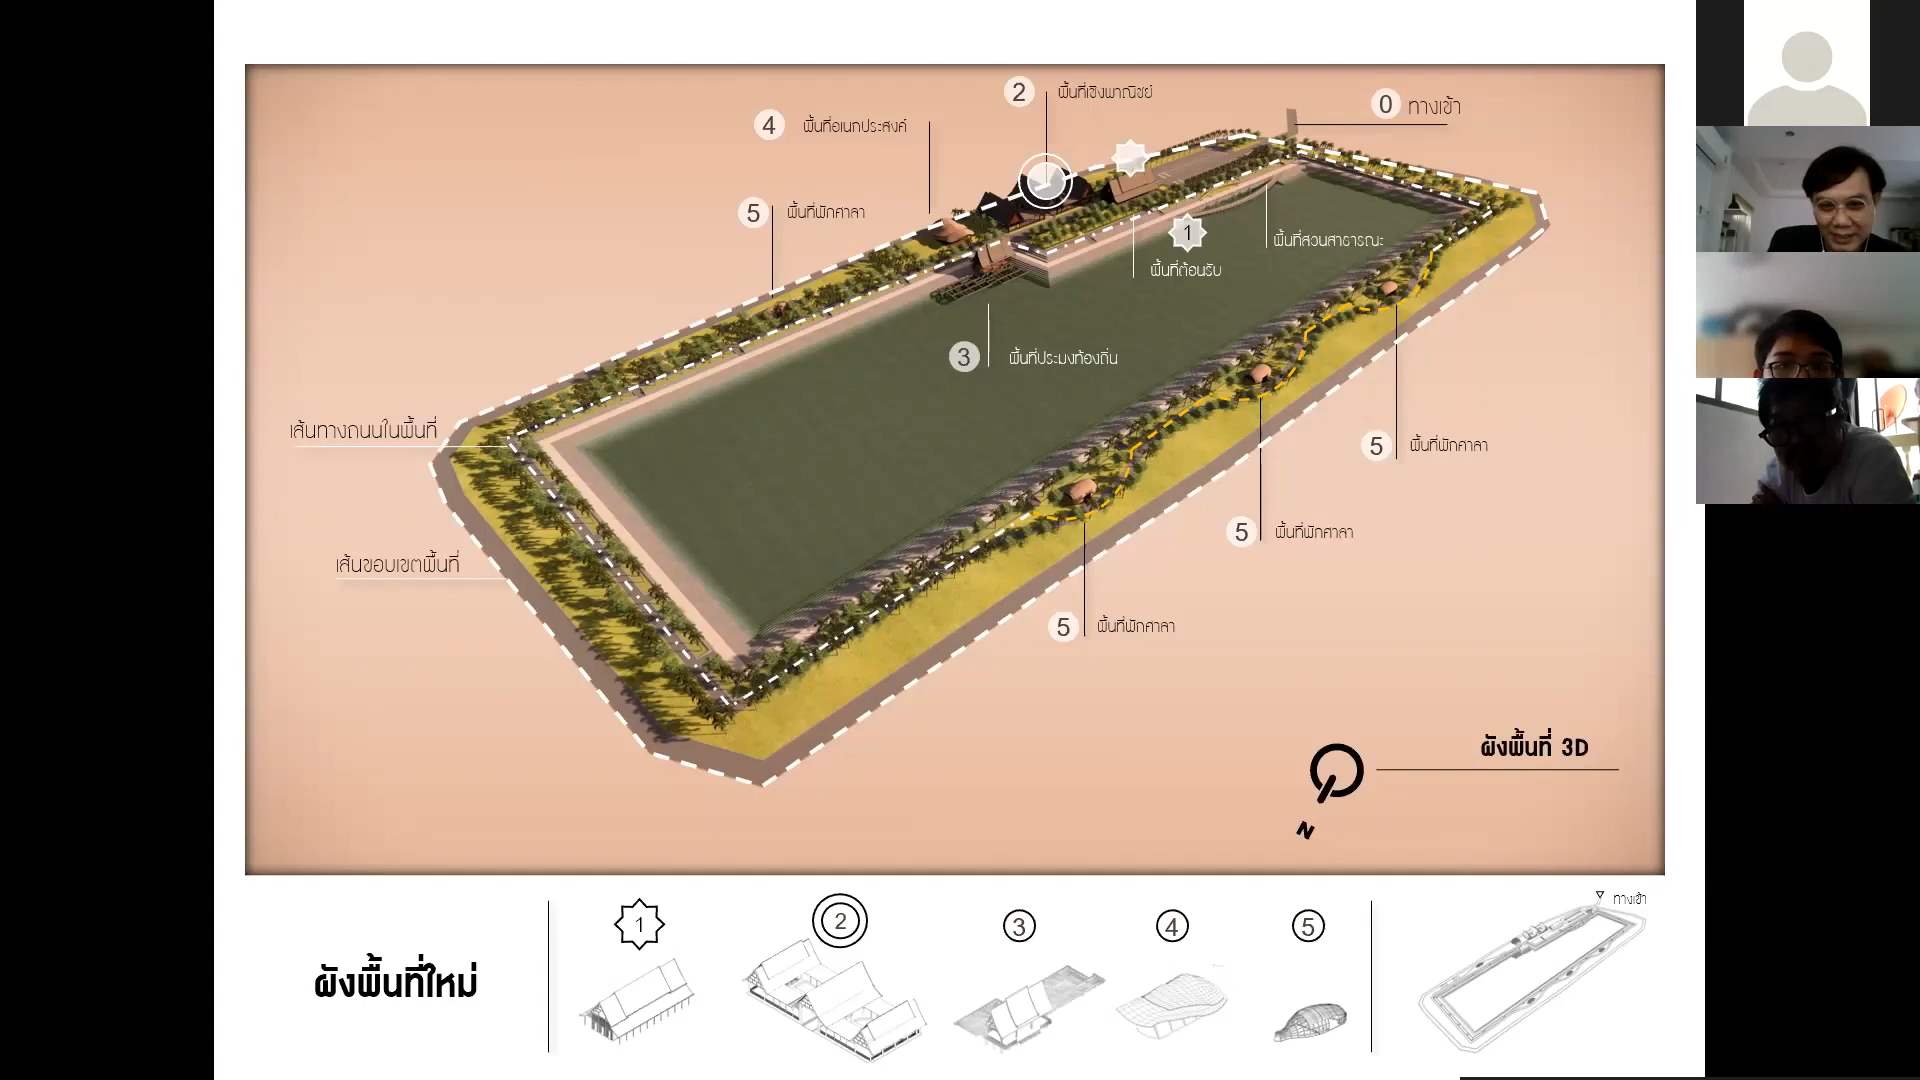 2 พื้นที่เชิงพาณิชย์
0 ทางเข้า
4 พื้นที่อเนกประสงค์
5 พื้นที่พักศาลา
1
พื้นที่สวนสาธารณะ
พื้นที่ต้อนรับ
3 พื้นที่ประมงท้องถิ่น
เส้นทางถนนในพื้นที่
5 พื้นที่พักศาลา
5 พื้นที่พักศาลา
เส้นขอบเขตพื้นที่
5 พื้นที่พักศาลา
ผังพื้นที่ 3D
N
ผังพื้นที่ใหม่
1 2 3 4 5
ทางเข้า